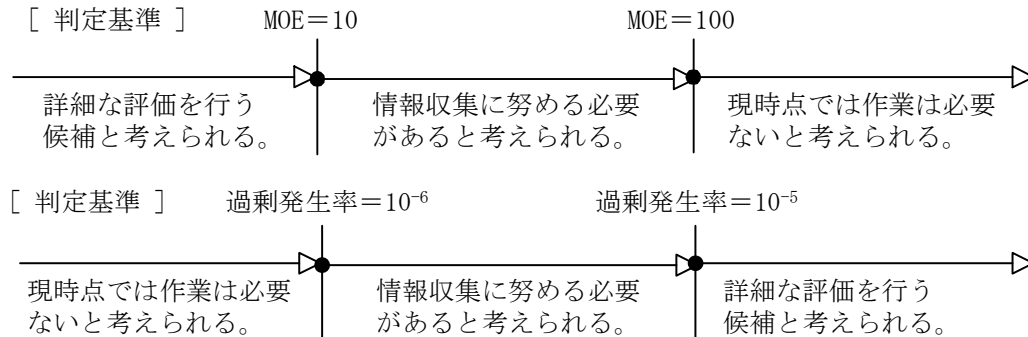 [ 判定基準 ] MOE=10 MOE=100
詳細な評価を行う
候補と考えられる。
情報収集に努める必要
があると考えられる。
現時点では作業は必要
ないと考えられる。
[ 判定基準 ] 過剰発生率=10⁻⁶ 過剰発生率=10⁻⁵
現時点では作業は必要
ないと考えられる。
情報収集に努める必要
があると考えられる。
詳細な評価を行う
候補と考えられる。